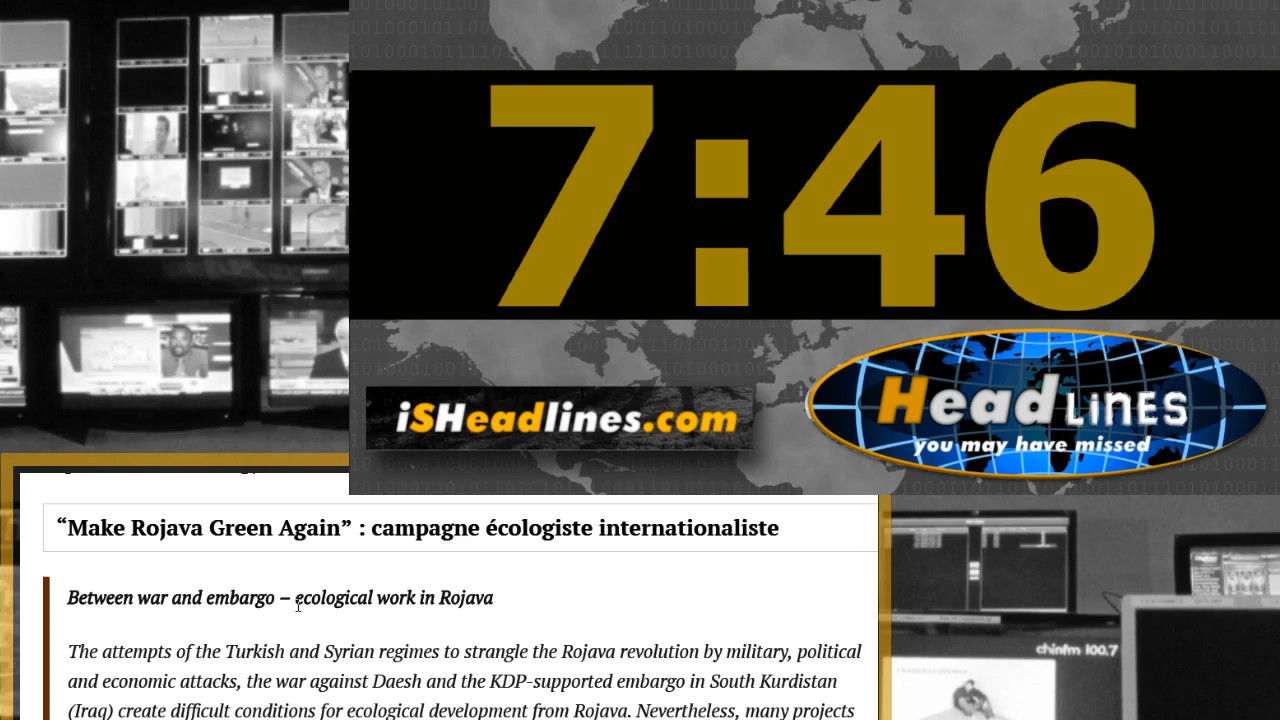 7:46
iSHeadlines.com
HeadLiNES
you may have missed
“Make Rojava Green Again” : campagne écologiste internationaliste
Between war and embargo – ecological work in Rojava
The attempts of the Turkish and Syrian regimes to strangle the Rojava revolution by military, political
and economic attacks, the war against Daesh and the KDP-supported embargo in South Kurdistan
(Iraq) create difficult conditions for ecological development from Rojava. Nevertheless, many projects
chinfm 100.7